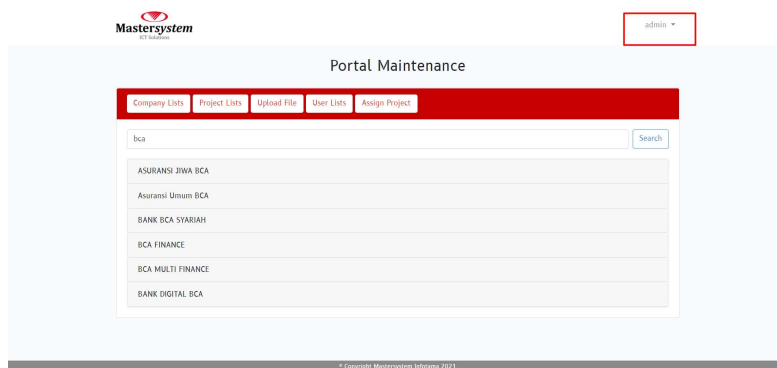 Mastersystem
ICT Solutions
admin
Portal Maintenance
Company Lists Project Lists Upload File User Lists Assign Project
bca
Search
ASURANSI JIWA BCA
Asuransi Umum BCA
BANK BCA SYARIAH
BCA FINANCE
BCA MULTI FINANCE
BANK DIGITAL BCA
© Copyright Mastersystem Infotama 2021